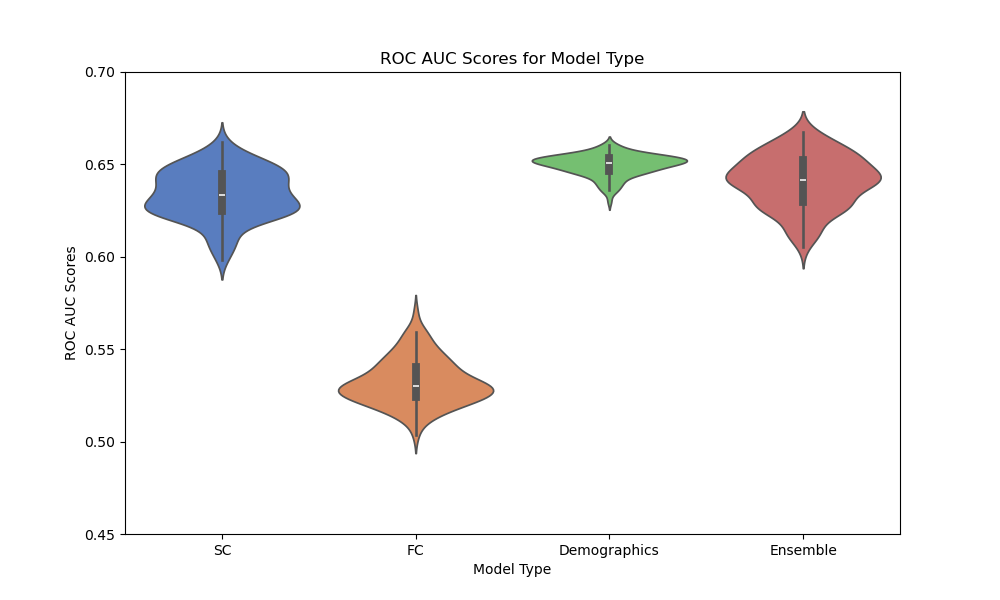 ROC AUC Scores for Model Type
0.70
0.65
0.60
0.55
0.50
0.45
ROC AUC Scores
SC FC Demographics Ensemble
Model Type